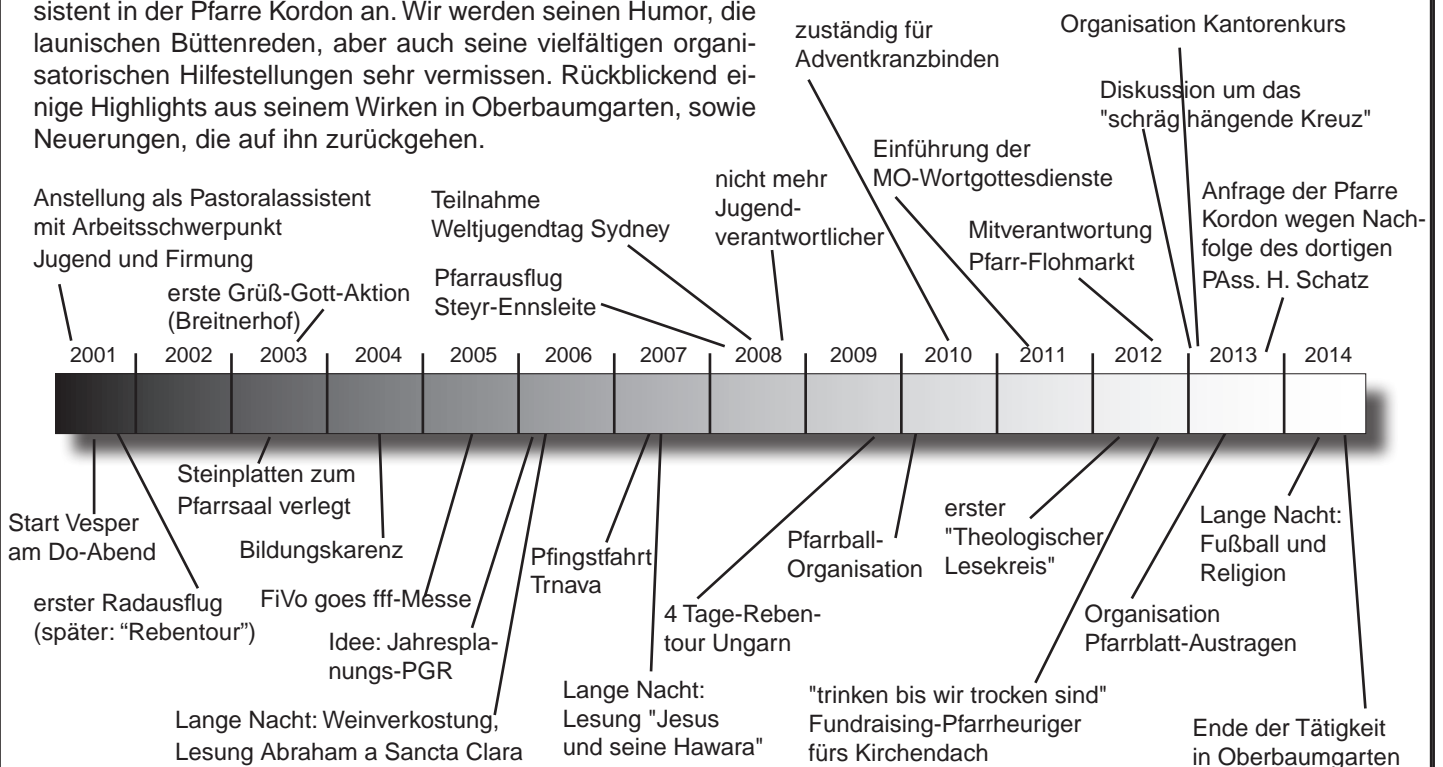 sistent in der Pfarre Kordon an. Wir werden seinen Humor, die
launischen Büttenreden, aber auch seine vielfältigen organi-
satorischen Hilfestellungen sehr vermissen. Rückblickend ei-
nige Highlights aus seinem Wirken in Oberbaumgarten, sowie
Neuerungen, die auf ihn zurückgehen.
Anstellung als Pastoralassistent
mit Arbeitsschwerpunkt
Jugend und Firmung
erste Grüß-Gott-Aktion
(Breitnerhof)
Teilnahme
Weltjugendtag Sydney
Pfarrausflug
Steyr-Ennsleite
nicht mehr
Jugend-
verantwortlicher
zuständig für
Adventkranzbinden
Einführung der
MO-Wortgottesdienste
Mitverantwortung
Pfarr-Flohmarkt
Organisation Kantorenkurs
Diskussion um das
"schräg hängende Kreuz"
Anfrage der Pfarre
Kordon wegen Nach-
folge des dortigen
PAss. H. Schatz
2001 2002 2003 2004 2005 2006 2007 2008 2009 2010 2011 2012 2013 2014
Start Vesper
am Do-Abend
erster Radausflug
(später: “Rebentour”)
Steinplatten zum
Pfarrsaal verlegt
Bildungskarenz
FiVo goes fff-Messe
Idee: Jahrespla-
nungs-PGR
Lange Nacht: Weinverkostung,
Lesung Abraham a Sancta Clara
Pfingstfahrt
Trnava
Lange Nacht:
Lesung "Jesus
und seine Hawara"
4 Tage-Reben-
tour Ungarn
Pfarrball-
Organisation
erster
"Theologischer
Lesekreis"
"trinken bis wir trocken sind"
Fundraising-Pfarrheuriger
fürs Kirchendach
Organisation
Pfarrblatt-Austragen
Lange Nacht:
Fußball und
Religion
Ende der Tätigkeit
in Oberbaumgarten